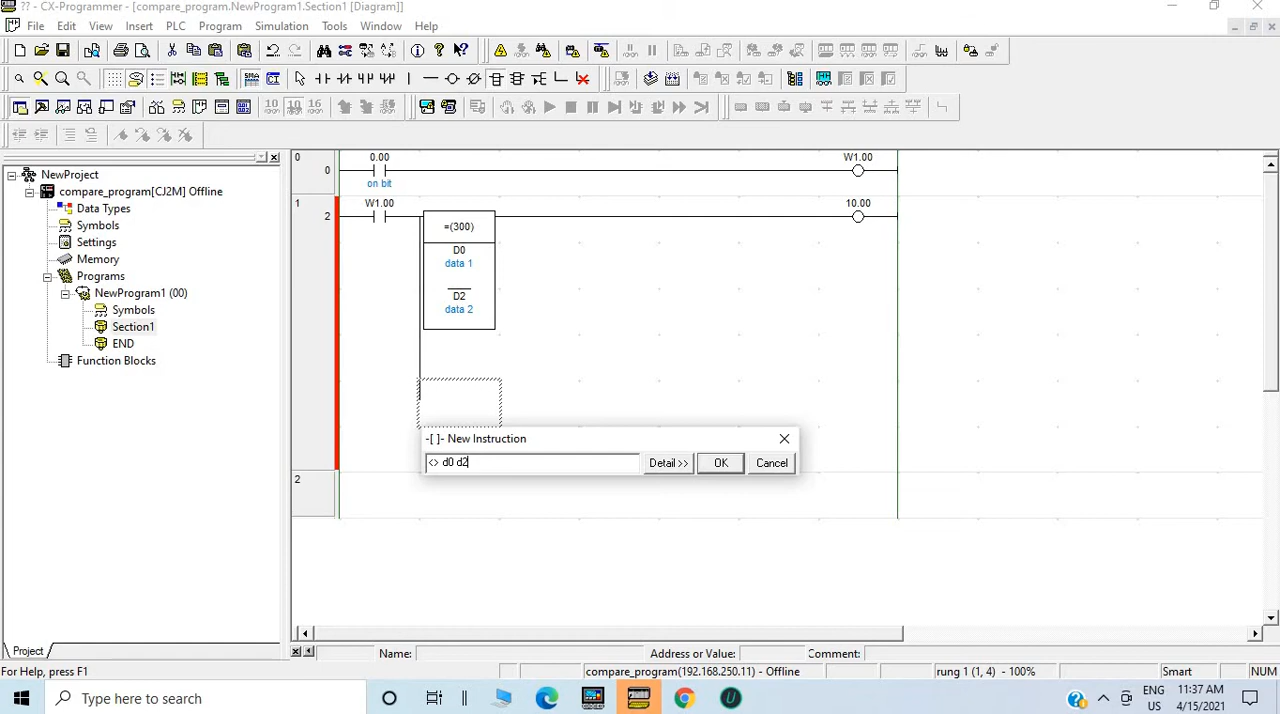 ?? - CX-Programmer - [compare_program.NewProgram1.Section1 [Diagram]]
File Edit View Insert PLC Program Simulation Tools Window Help
10 10 16
NewProject
compare_program[CJ2M] Offline
Data Types
Symbols
Settings
Memory
Programs
NewProgram1 (00)
Symbols
Section1
END
Function Blocks
Project
0 0.00 W1.00
0
on bit
1 W1.00 10.00
2
=(300)
D0
data 1
D2
data 2
-[ ]- New Instruction
<> d0 d2 Detail >> OK Cancel
2
Name: Address or Value: Comment:
For Help, press F1 compare_program(192.168.250.11) - Offline rung 1 (1, 4) - 100% Smart NUM
Type here to search
ENG
US
11:37 AM
4/15/2021